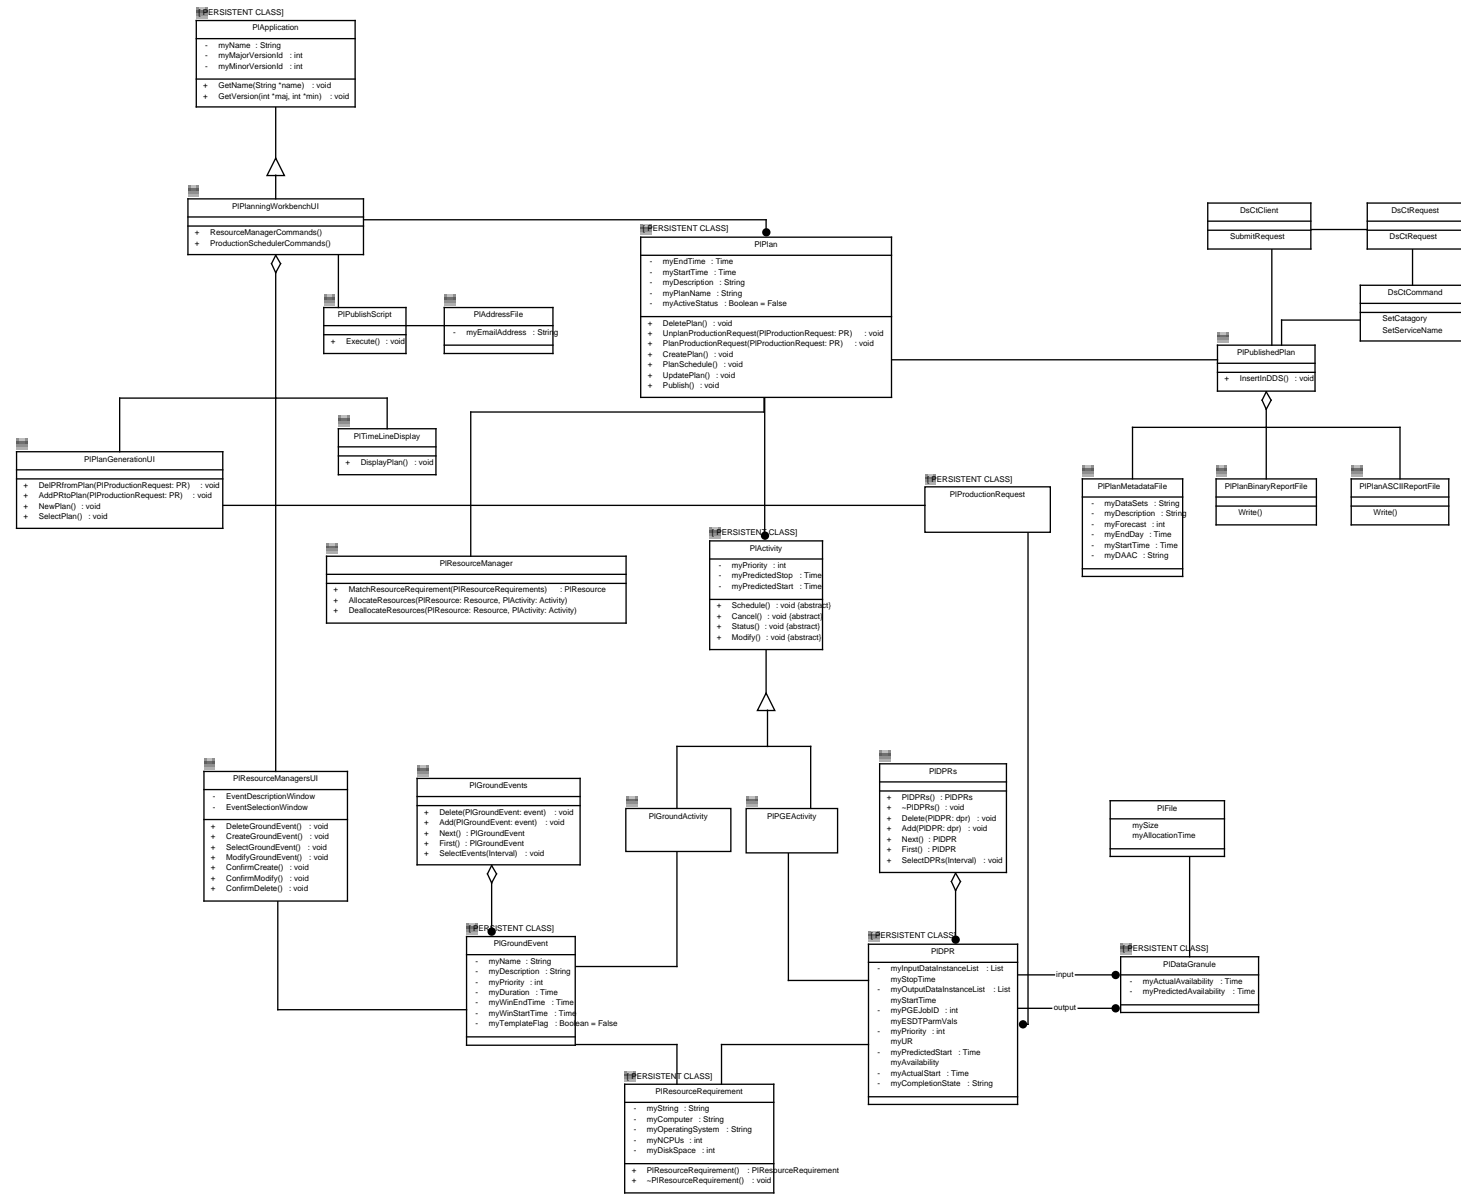 [PERSISTENT CLASS]
PlApplication
- myName : String
- myMajorVersionId : int
- myMinorVersionId : int
+ GetName(String *name) : void
+ GetVersion(int *maj, int *min) : void
PlPlanningWorkbenchUI
+ ResourceManagerCommands()
+ ProductionSchedulerCommands()
[PERSISTENT CLASS]
PlPlan
- myEndTime : Time
- myStartTime : Time
- myDescription : String
- myPlanName : String
- myActiveStatus : Boolean = False
+ DeletePlan() : void
+ UnplanProductionRequest(PlProductionRequest: PR) : void
+ PlanProductionRequest(PlProductionRequest: PR) : void
+ CreatePlan() : void
+ PlanSchedule() : void
+ UpdatePlan() : void
+ Publish() : void
DsCtClient
SubmitRequest
DsCtRequest
DsCtRequest
DsCtCommand
SetCatagory
SetServiceName
PlPublishScript
+ Execute() : void
PlAddressFile
- myEmailAddress : String
PlPublishedPlan
+ InsertInDDS() : void
PlTimeLineDisplay
+ DisplayPlan() : void
PlPlanGenerationUI
+ DelPRfromPlan(PlProductionRequest: PR) : void
+ AddPRtoPlan(PlProductionRequest: PR) : void
+ NewPlan() : void
+ SelectPlan() : void
[PERSISTENT CLASS]
PlProductionRequest
PlPlanMetadataFile
- myDataSets : String
- myDescription : String
- myForecast : int
- myEndDay : Time
- myStartTime : Time
- myDAAC : String
PlPlanBinaryReportFile
Write()
PlPlanASCIIReportFile
Write()
PlResourceManager
+ MatchResourceRequirement(PlResourceRequirements) : PlResource
+ AllocateResources(PlResource: Resource, PlActivity: Activity)
+ DeallocateResources(PlResource: Resource, PlActivity: Activity)
[PERSISTENT CLASS]
PlActivity
- myPriority : int
- myPredictedStop : Time
- myPredictedStart : Time
+ Schedule() : void {abstract}
+ Cancel() : void {abstract}
+ Status() : void {abstract}
+ Modify() : void {abstract}
PlResourceManagersUI
- EventDescriptionWindow
- EventSelectionWindow
+ DeleteGroundEvent() : void
+ CreateGroundEvent() : void
+ SelectGroundEvent() : void
+ ModifyGroundEvent() : void
+ ConfirmCreate() : void
+ ConfirmModify() : void
+ ConfirmDelete() : void
PlGroundEvents
+ Delete(PlGroundEvent: event) : void
+ Add(PlGroundEvent: event) : void
+ Next() : PlGroundEvent
+ First() : PlGroundEvent
+ SelectEvents(Interval) : void
PlGroundActivity
PlPGEActivity
PlDPRs
+ PlDPRs() : PlDPRs
+ ~PlDPRs() : void
+ Delete(PlDPR: dpr) : void
+ Add(PlDPR: dpr) : void
+ Next() : PlDPR
+ First() : PlDPR
+ SelectDPRs(Interval) : void
PlFile
mySize
myAllocationTime
[PERSISTENT CLASS]
PlGroundEvent
- myName : String
- myDescription : String
- myPriority : int
- myDuration : Time
- myWinEndTime : Time
- myWinStartTime : Time
- myTemplateFlag : Boolean = False
[PERSISTENT CLASS]
PlDPR
- myInputDataInstanceList : List
myStopTime
- myOutputDataInstanceList : List
myStartTime
- myPGEJobID : int
myESDTParmVals
- myPriority : int
myUR
- myPredictedStart : Time
myAvailability
- myActualStart : Time
- myCompletionState : String
input
output
[PERSISTENT CLASS]
PlDataGranule
- myActualAvailability : Time
- myPredictedAvailability : Time
[PERSISTENT CLASS]
PlResourceRequirement
- myString : String
- myComputer : String
- myOperatingSystem : String
- myNCPUs : int
- myDiskSpace : int
+ PlResourceRequirement() : PlResourceRequirement
+ ~PlResourceRequirement() : void